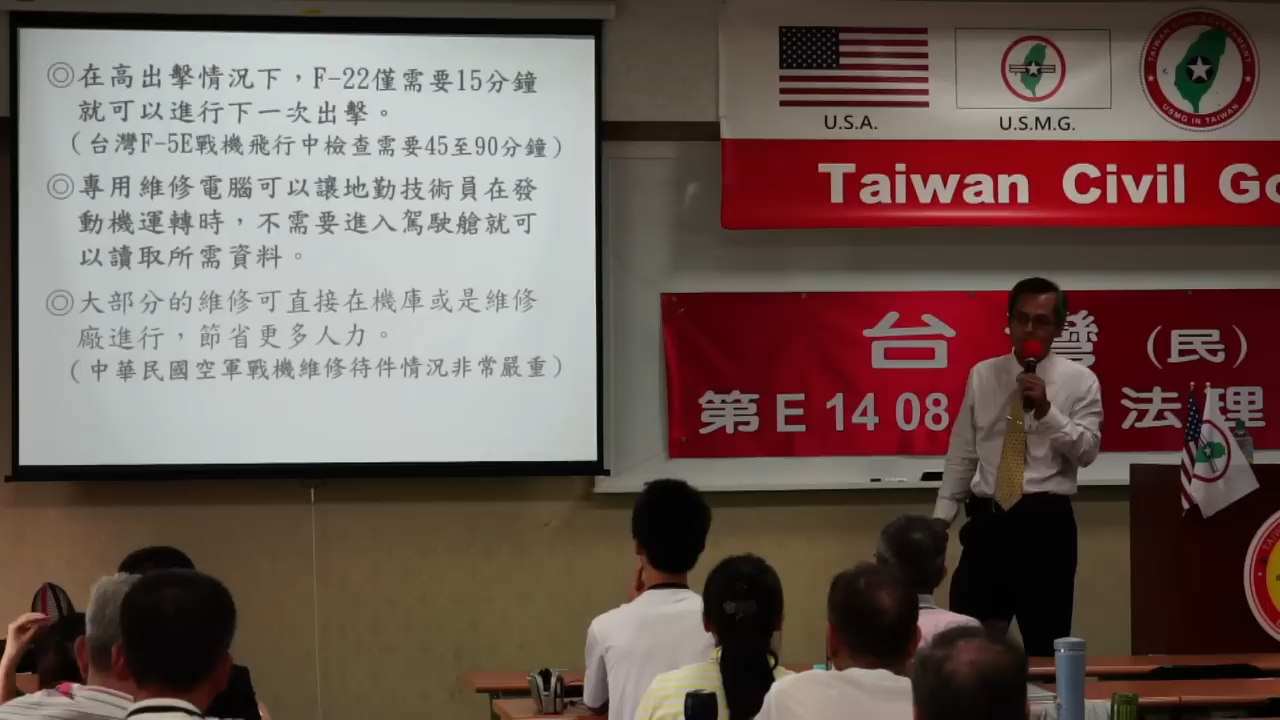 ◎在高出擊情況下，F-22僅需要15分鐘
就可以進行下一次出擊。
（台灣F-5E戰機飛行中檢查需要45至90分鐘）
◎專用維修電腦可以讓地勤技術員在發
動機運轉時，不需要進入駕駛艙就可
以讀取所需資料。
◎大部分的維修可直接在機庫或是維修
廠進行，節省更多人力。
（中華民國空軍戰機維修待件情況非常嚴重）
U.S.A.
U.S.M.G.
TAIWAN CIVIL GOVERNMENT
USMG IN TAIWAN
Taiwan Civil Go
台灣（民）
第E 14 08
法理